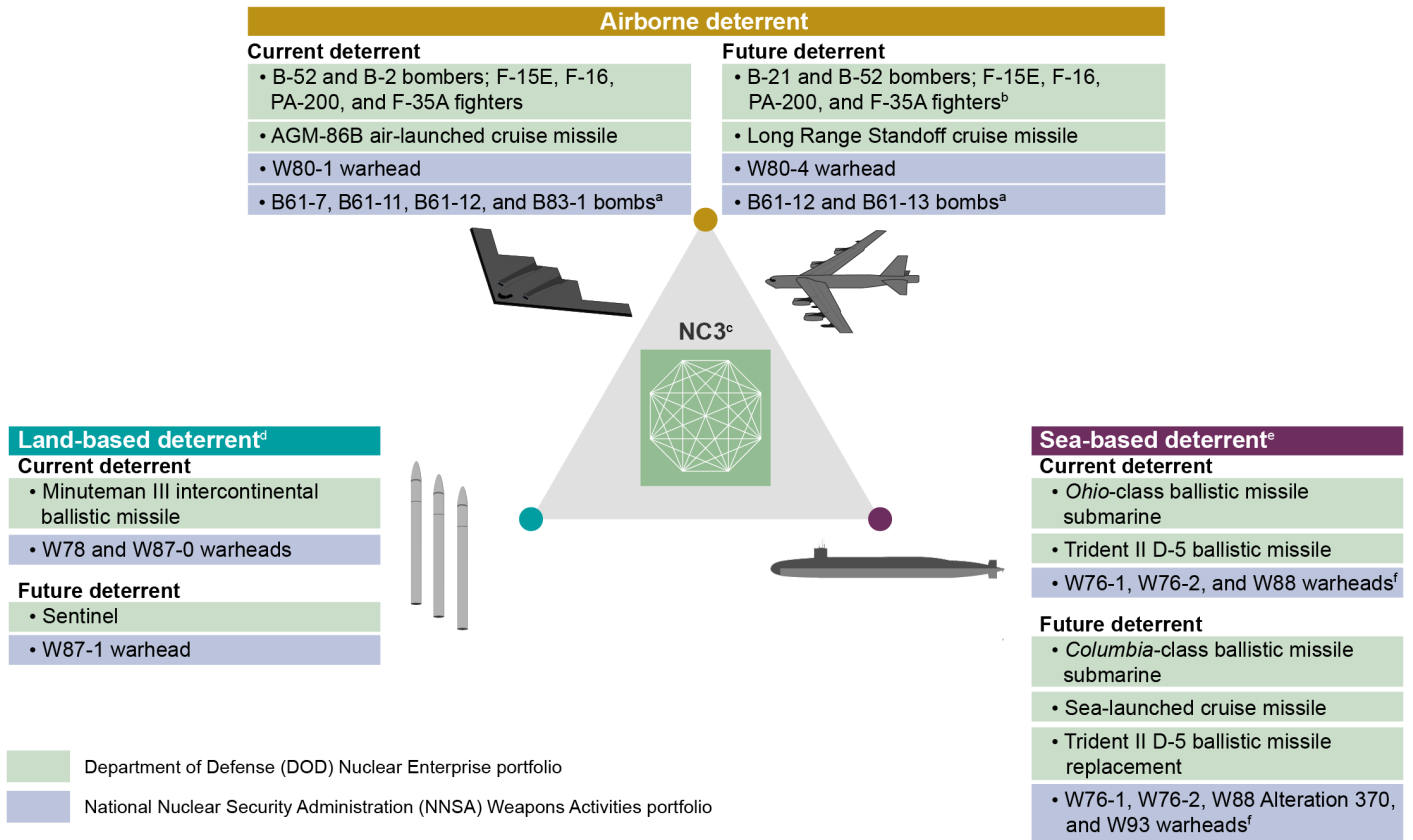 Airborne deterrent
Current deterrent
• B-52 and B-2 bombers; F-15E, F-16,
PA-200, and F-35A fighters
• AGM-86B air-launched cruise missile
• W80-1 warhead
• B61-7, B61-11, B61-12, and B83-1 bombsᵃ
Future deterrent
• B-21 and B-52 bombers; F-15E, F-16,
PA-200, and F-35A fightersᵇ
• Long Range Standoff cruise missile
• W80-4 warhead
• B61-12 and B61-13 bombsᵃ
NC3ᶜ
Land-based deterrentᵈ
Current deterrent
• Minuteman III intercontinental
ballistic missile
• W78 and W87-0 warheads
Future deterrent
• Sentinel
• W87-1 warhead
Sea-based deterrentᵉ
Current deterrent
• Ohio-class ballistic missile
submarine
• Trident II D-5 ballistic missile
• W76-1, W76-2, and W88 warheadsᶠ
Future deterrent
• Columbia-class ballistic missile
submarine
• Sea-launched cruise missile
• Trident II D-5 ballistic missile
replacement
• W76-1, W76-2, W88 Alteration 370,
and W93 warheadsᶠ
Department of Defense (DOD) Nuclear Enterprise portfolio
National Nuclear Security Administration (NNSA) Weapons Activities portfolio